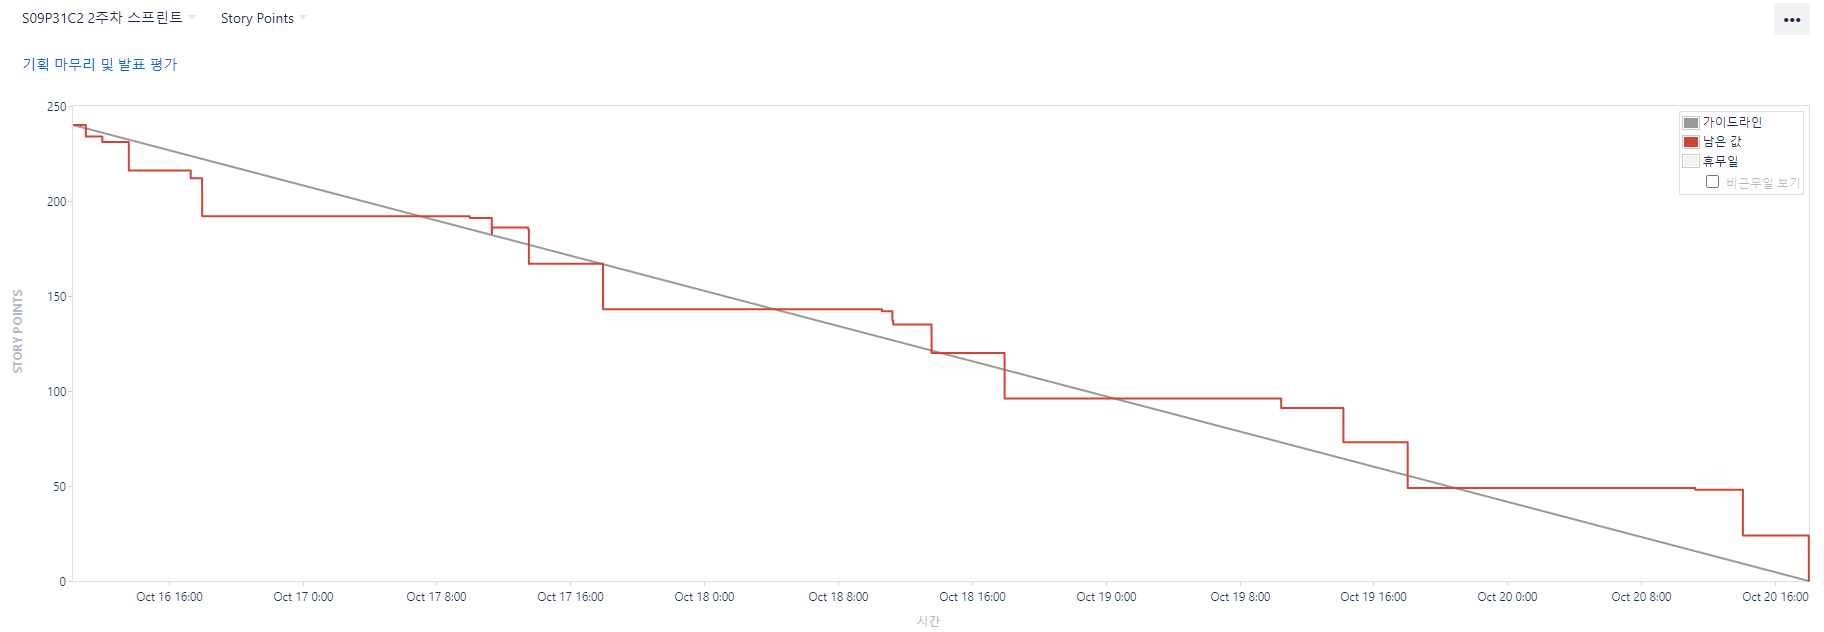 S09P31C2 2주차 스프린트 Story Points
•••
기획 마무리 및 발표 평가
250
200
150
100
50
0
STORY POINTS
가이드라인
남은 값
휴무일
비근무일 보기
Oct 16 16:00 Oct 17 0:00 Oct 17 8:00 Oct 17 16:00 Oct 18 0:00 Oct 18 8:00 Oct 18 16:00 Oct 19 0:00 Oct 19 8:00 Oct 19 16:00 Oct 20 0:00 Oct 20 8:00 Oct 20 16:00
시간